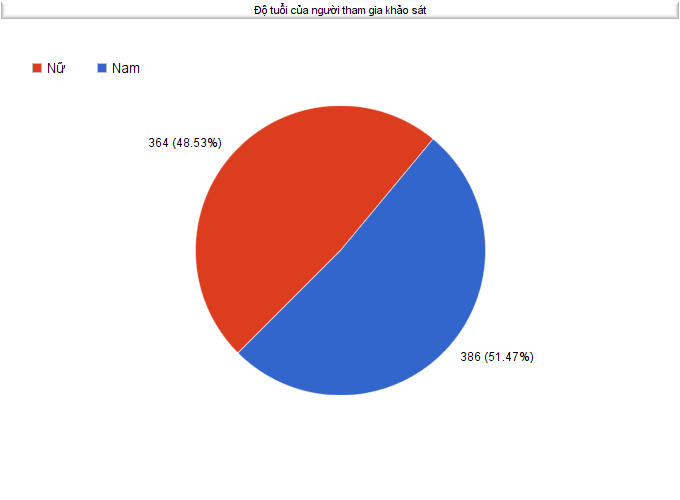 Độ tuổi của người tham gia khảo sát
Nữ Nam
364 (48.53%)
386 (51.47%)